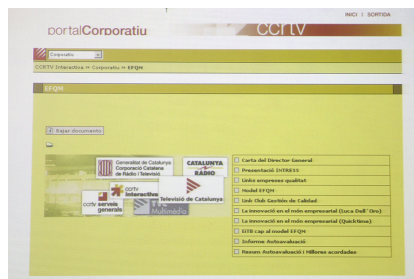 INICI | SORTIDA
portalCorporatiu
ccrtv
Corporatiu
CCRTV Interactiva >> Corporatiu >> EFQM
EFQM
Bajar documento
Generalitat de Catalunya
Corporació Catalana
de Ràdio i Televisió
CATALUNYA
RÀDIO
ccrtv
interactiva
Televisió de Catalunya
ccrtv serveis
generals
Multimèdia
Carta del Director General
Presentació INTRESS
Links empreses qualitat
Model EFQM
Link Club Gestión de Calidad
La innovació en el món empresarial (Luca Dell' Oro)
La innovació en el món empresarial (Quicktime)
EiTB cap al model EFQM
Informe Autoavaluació
Resum Autoavaluació i Millores acordades